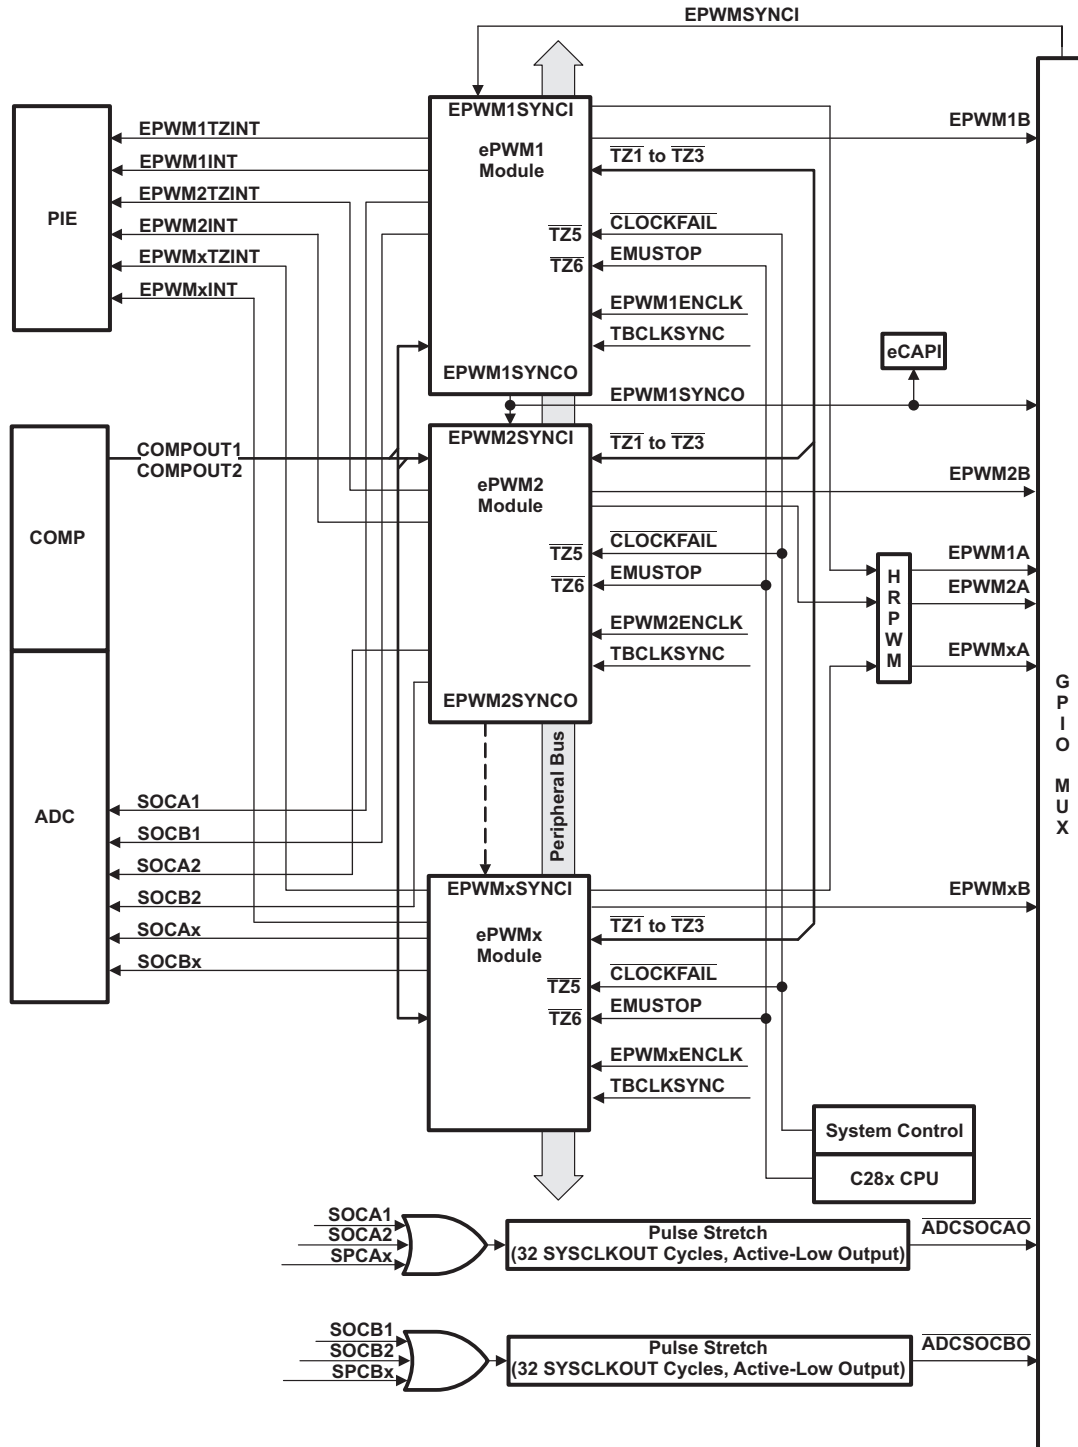 EPWMSYNCI
EPWM1SYNCI
EPWM1B
EPWM1TZINT
ePWM1
Module
TZ1 to TZ3
EPWM1INT
EPWM2TZINT
PIE
EPWM2INT
TZ5
CLOCKFAIL
EPWMxTZINT
TZ6
EMUSTOP
EPWMxINT
EPWM1ENCLK
TBCLKSYNC
eCAPI
EPWM1SYNCO
EPWM1SYNCO
EPWM2SYNCI
TZ1 to TZ3
COMPOUT1
COMPOUT2
EPWM2B
ePWM2
Module
COMP
TZ5
CLOCKFAIL
EPWM1A
TZ6
EMUSTOP
HRPWM
EPWM2A
EPWM2ENCLK
TBCLKSYNC
EPWMxA
EPWM2SYNCO
GPIO MUX
Peripheral Bus
ADC
SOCA1
SOCB1
SOCA2
SOCB2
SOCAx
SOCBx
EPWMxSYNCI
EPWMxB
ePWMx
Module
TZ1 to TZ3
TZ5
CLOCKFAIL
TZ6
EMUSTOP
EPWMxENCLK
TBCLKSYNC
System Control
C28x CPU
SOCA1
SOCA2
SPCAx
Pulse Stretch
(32 SYSCLKOUT Cycles, Active-Low Output)
ADCSOCAO
SOCB1
SOCB2
SPCBx
Pulse Stretch
(32 SYSCLKOUT Cycles, Active-Low Output)
ADCSOCBO